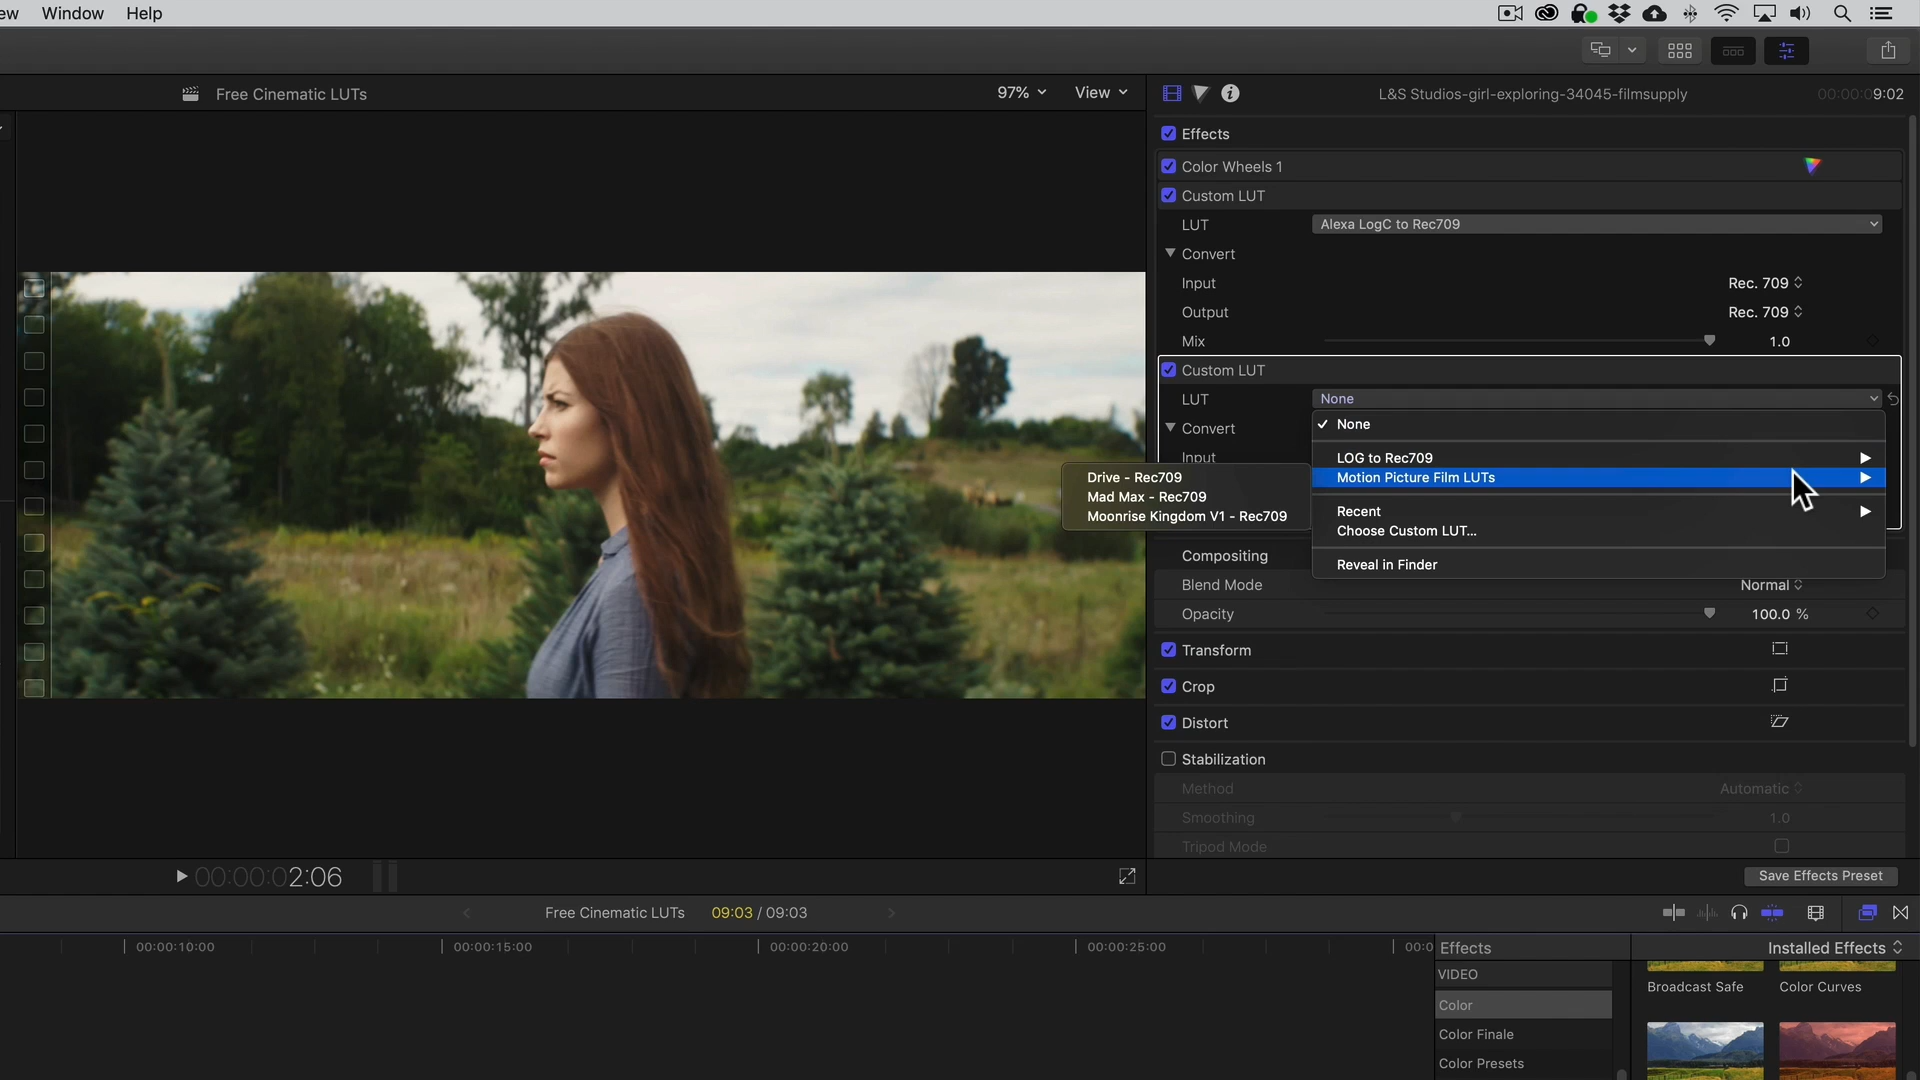 ew Window Help
Free Cinematic LUTs 97% View
L&S Studios-girl-exploring-34045-filmsupply 00:00:09:02
Effects
Color Wheels 1
Custom LUT
LUT Alexa LogC to Rec709
Convert
Input Rec. 709
Output Rec. 709
Mix 1.0
Custom LUT
LUT None
None
Convert
LOG to Rec709
Input
Motion Picture Film LUTs
Drive - Rec709
Mad Max - Rec709
Moonrise Kingdom V1 - Rec709
Recent
Choose Custom LUT...
Reveal in Finder
Compositing
Blend Mode Normal
Opacity 100.0 %
Transform
Crop
Distort
Stabilization
Method Automatic
Smoothing 1.0
Tripod Mode
00:00:02:06
Save Effects Preset
Free Cinematic LUTs 09:03 / 09:03
00:00:10:00 00:00:15:00 00:00:20:00 00:00:25:00 00:0
Effects Installed Effects
VIDEO
Color
Color Finale
Color Presets
Broadcast Safe Color Curves